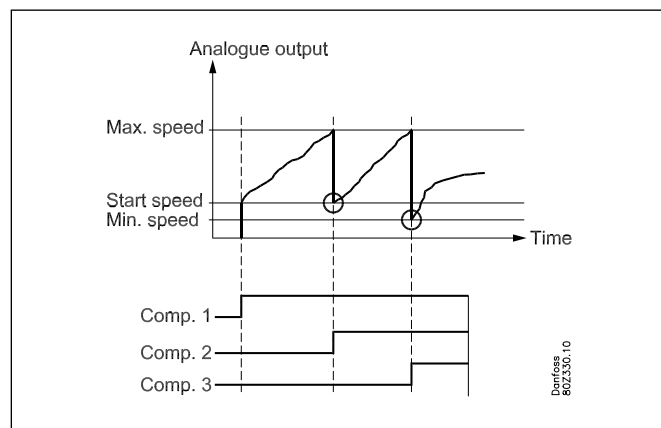 Analogue output
Max. speed
Start speed
Min. speed
Time
Comp. 1
Comp. 2
Comp. 3
Danfoss
80Z330.10